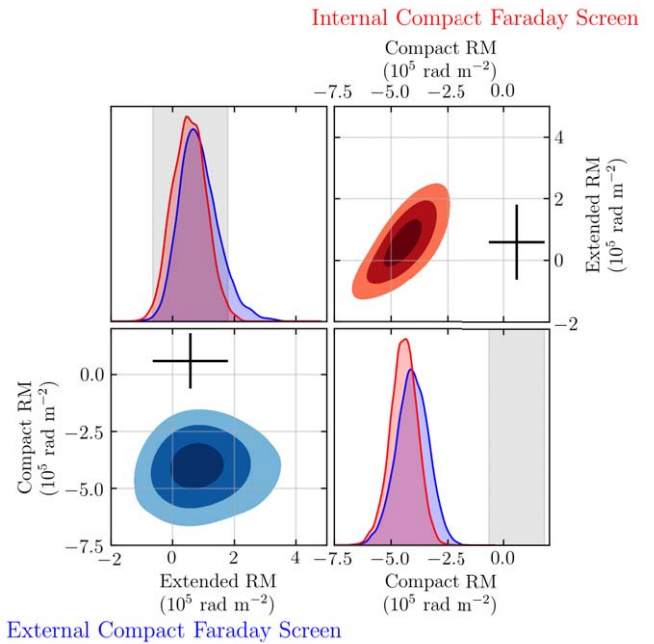 Internal Compact Faraday Screen
Compact RM
(10⁵ rad m⁻²)
−7.5 −5.0 −2.5 0.0
4
2
0
−2
Extended RM
(10⁵ rad m⁻²)
Compact RM
(10⁵ rad m⁻²)
0.0
−2.5
−5.0
−7.5
−2 0 2 4
−7.5 −5.0 −2.5 0.0
Extended RM
(10⁵ rad m⁻²)
Compact RM
(10⁵ rad m⁻²)
External Compact Faraday Screen